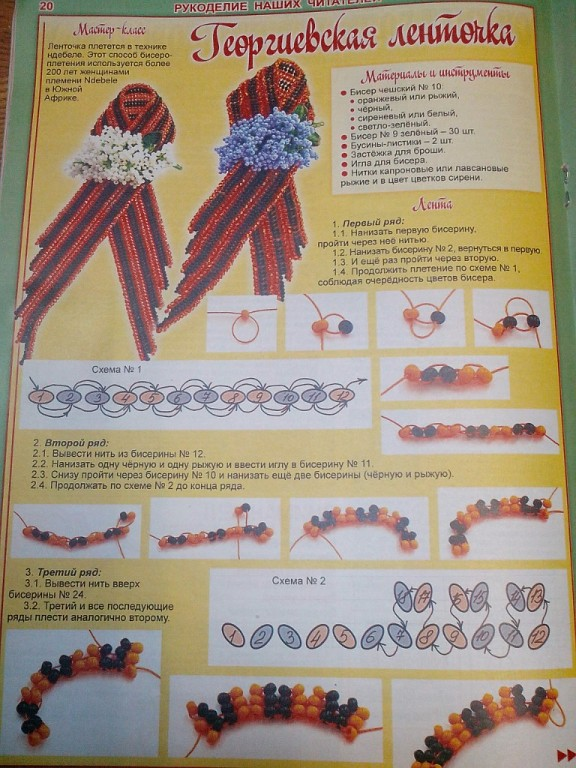 20
РУКОДЕЛИЕ НАШИХ ЧИТАТЕЛЕЙ
Мастер-класс
Георгиевская ленточка
Ленточка плетется в технике
ндебеле. Этот способ бисеро-
плетения используется более
200 лет женщинами
племени Ndebele
в Южной
Африке.
Материалы и инструменты
Бисер чешский № 10:
• оранжевый или рыжий,
• чёрный,
• сиреневый или белый,
• светло-зелёный.
Бисер № 9 зелёный – 30 шт.
Бусины-листики – 2 шт.
Застёжка для броши.
Игла для бисера.
Нитки капроновые или лавсановые
рыжие и в цвет цветков сирени.
Лента
1. Первый ряд:
1.1. Нанизать первую бисерину,
пройти через неё нитью.
1.2. Нанизать бисерину № 2, вернуться в первую.
1.3. И ещё раз пройти через вторую.
1.4. Продолжить плетение по схеме № 1,
соблюдая очерёдность цветов бисера.
Схема № 1
1 2 3 4 5 6 7 8 9 10 11 12
2. Второй ряд:
2.1. Вывести нить из бисерины № 12.
2.2. Нанизать одну чёрную и одну рыжую и ввести иглу в бисерину № 11.
2.3. Снизу пройти через бисерину № 10 и нанизать ещё две бисерины (чёрную и рыжую).
2.4. Продолжать по схеме № 2 до конца ряда.
3. Третий ряд:
3.1. Вывести нить вверх
бисерины № 24.
3.2. Третий и все последующие
ряды плести аналогично второму.
Схема № 2
18 17 16 15 14 13
1 2 3 4 5 6 7 8 9 10 11 12